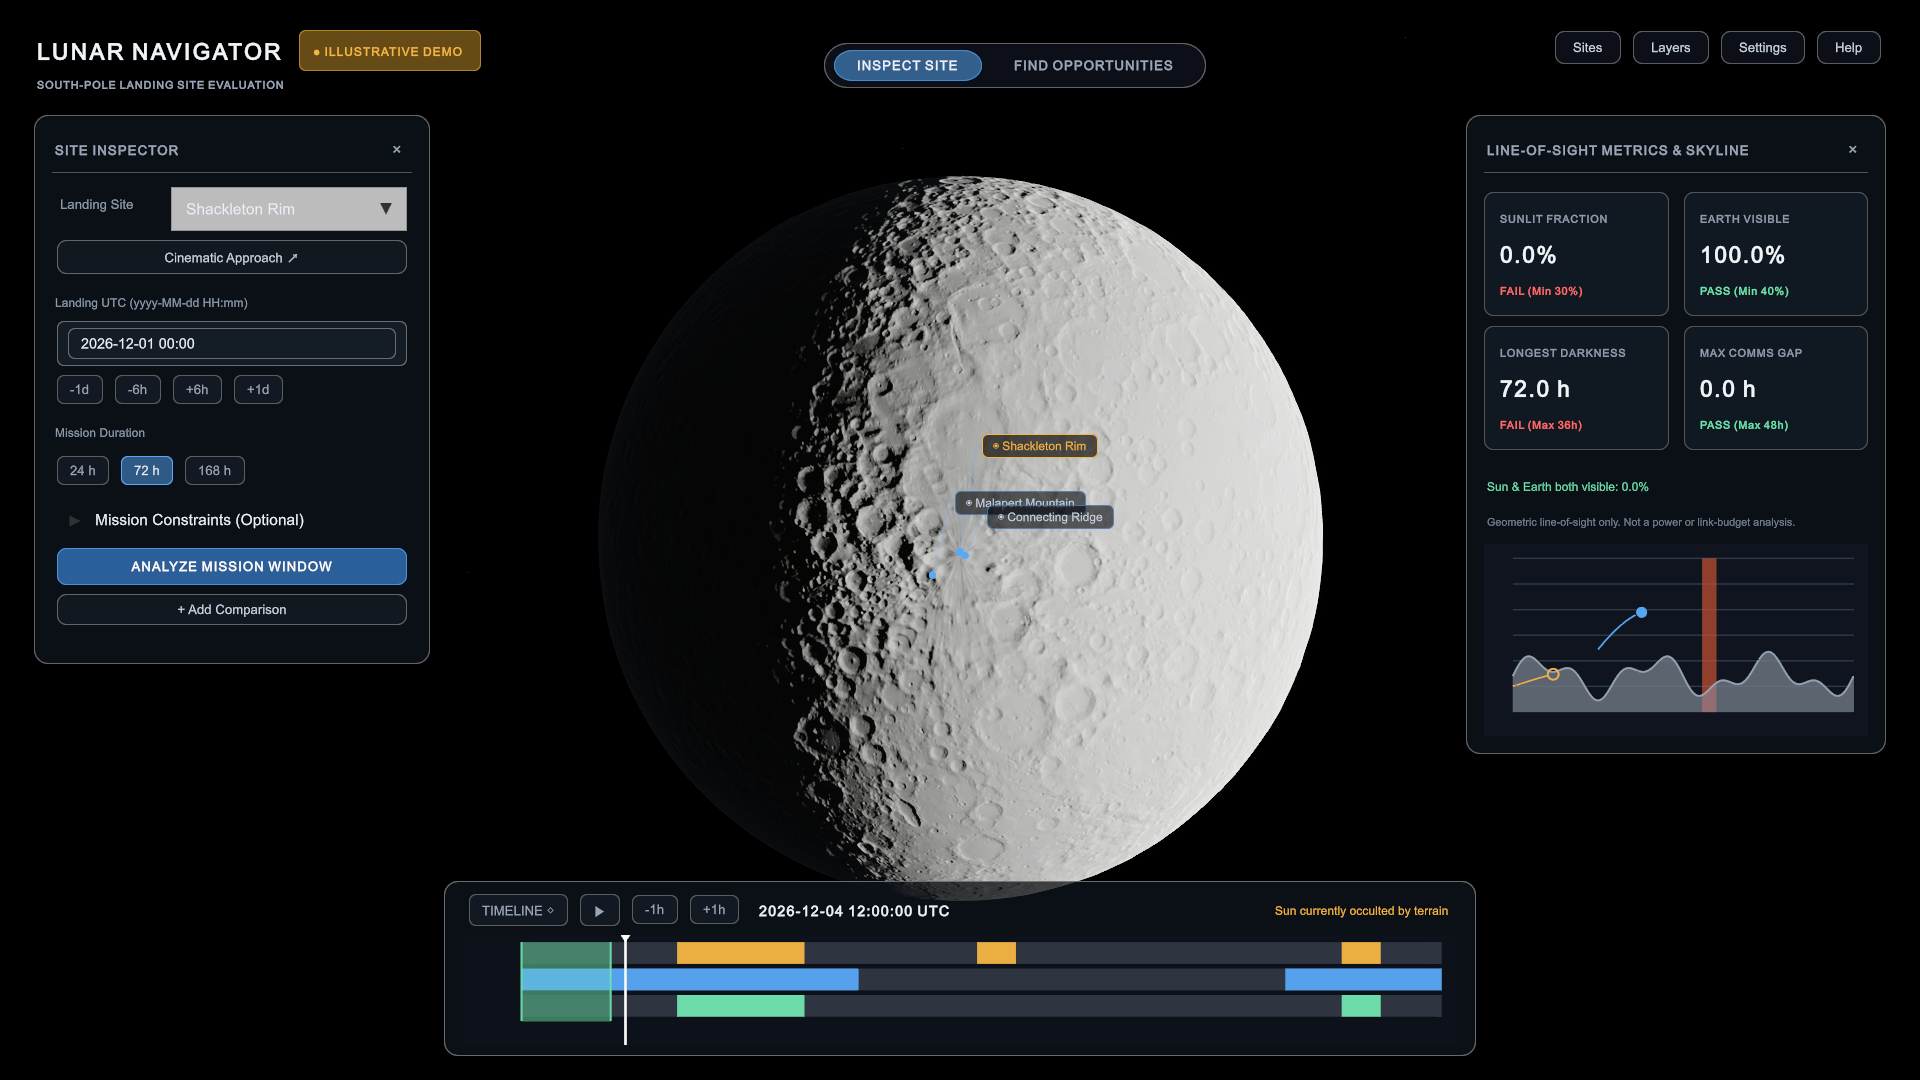 LUNAR NAVIGATOR
● ILLUSTRATIVE DEMO
SOUTH-POLE LANDING SITE EVALUATION
INSPECT SITE
FIND OPPORTUNITIES
Sites
Layers
Settings
Help
SITE INSPECTOR
×
Landing Site
Shackleton Rim
Cinematic Approach ↗
Landing UTC (yyyy-MM-dd HH:mm)
2026-12-01 00:00
-1d
-6h
+6h
+1d
Mission Duration
24 h
72 h
168 h
Mission Constraints (Optional)
ANALYZE MISSION WINDOW
+ Add Comparison
Shackleton Rim
Malapert Mountain
Connecting Ridge
LINE-OF-SIGHT METRICS & SKYLINE
×
SUNLIT FRACTION
0.0%
FAIL (Min 30%)
EARTH VISIBLE
100.0%
PASS (Min 40%)
LONGEST DARKNESS
72.0 h
FAIL (Max 36h)
MAX COMMS GAP
0.0 h
PASS (Max 48h)
Sun & Earth both visible: 0.0%
Geometric line-of-sight only. Not a power or link-budget analysis.
TIMELINE ◇
-1h
+1h
2026-12-04 12:00:00 UTC
Sun currently occulted by terrain